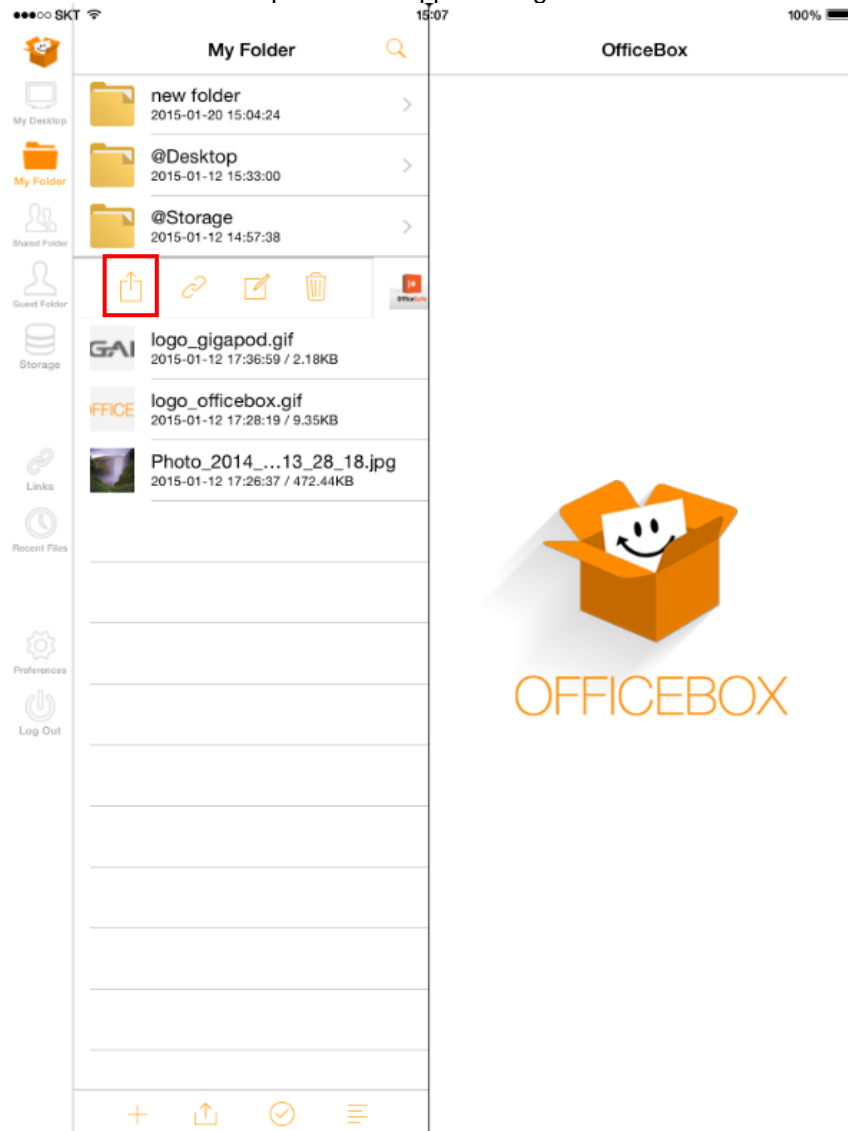 SKT
15:07
100%
My Folder
OfficeBox
My Desktop
My Folder
Shared Folder
Guest Folder
Storage
Links
Recent Files
Preferences
Log Out
new folder
2015-01-20 15:04:24
@Desktop
2015-01-12 15:33:00
@Storage
2015-01-12 14:57:38
GAI
logo_gigapod.gif
2015-01-12 17:36:59 / 2.18KB
OFFICE
logo_officebox.gif
2015-01-12 17:28:19 / 9.35KB
Photo_2014_...13_28_18.jpg
2015-01-12 17:26:37 / 472.44KB
OFFICEBOX